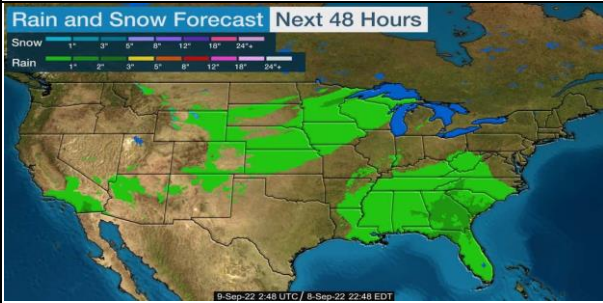 Rain and Snow Forecast Next 48 Hours
Snow 1" 3" 5" 8" 12" 18" 24"+
Rain 1" 2" 3" 5" 8" 12" 18" 24"+
9-Sep-22 2:48 UTC / 8-Sep-22 22:48 EDT